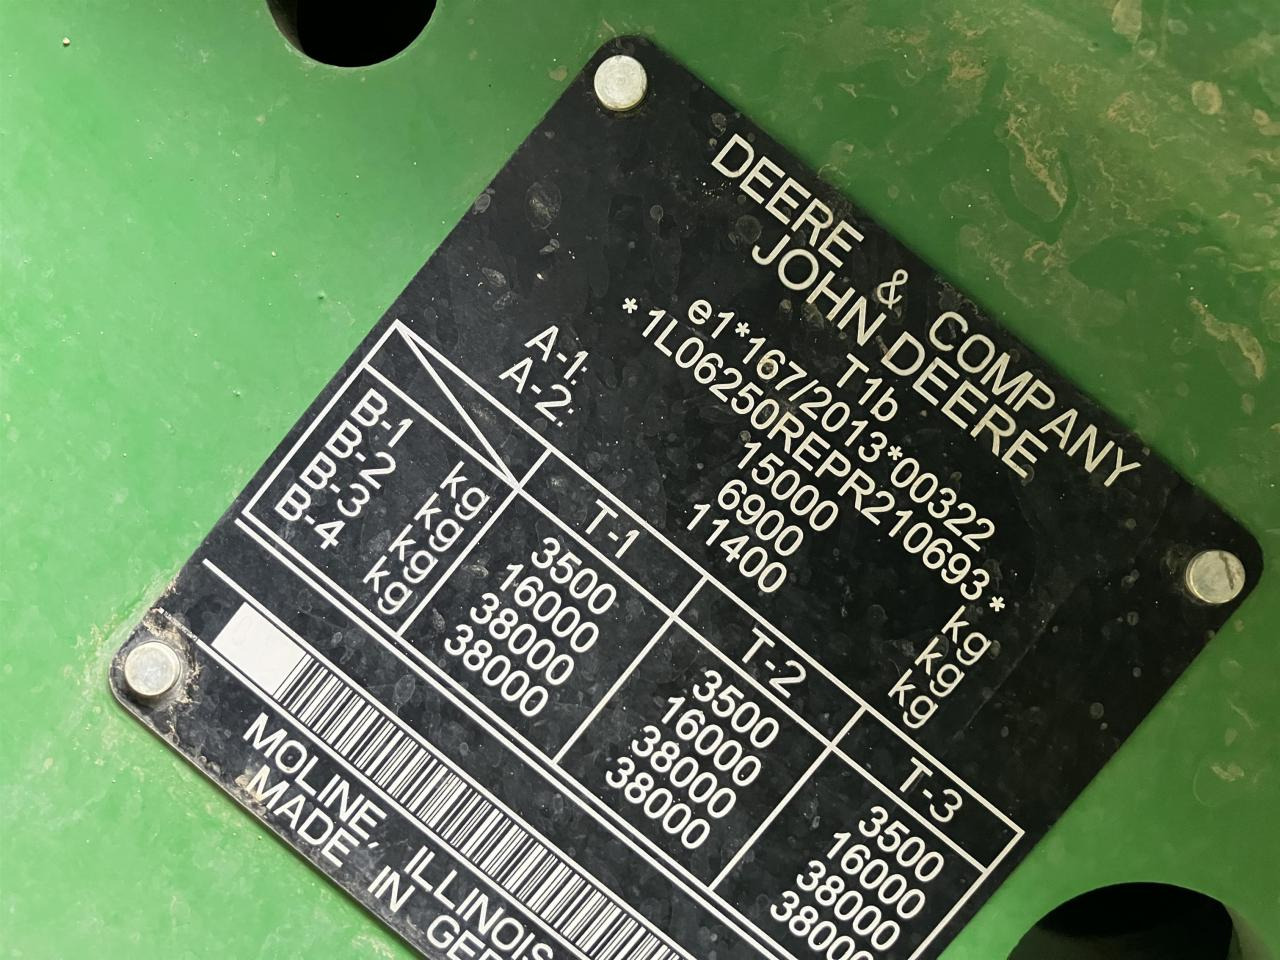 DEERE & COMPANY
JOHN DEERE
T1b
e1*167/2013*00322
*1L06250REPR210693*
15000 kg
A-1: 6900 kg
A-2: 11400 kg
T-1 T-2 T-3
B-1 kg 3500 3500 3500
B-2 kg 16000 16000 16000
B-3 kg 38000 38000 38000
B-4 kg 38000 38000 38000
MOLINE, ILLINOIS
MADE IN GER